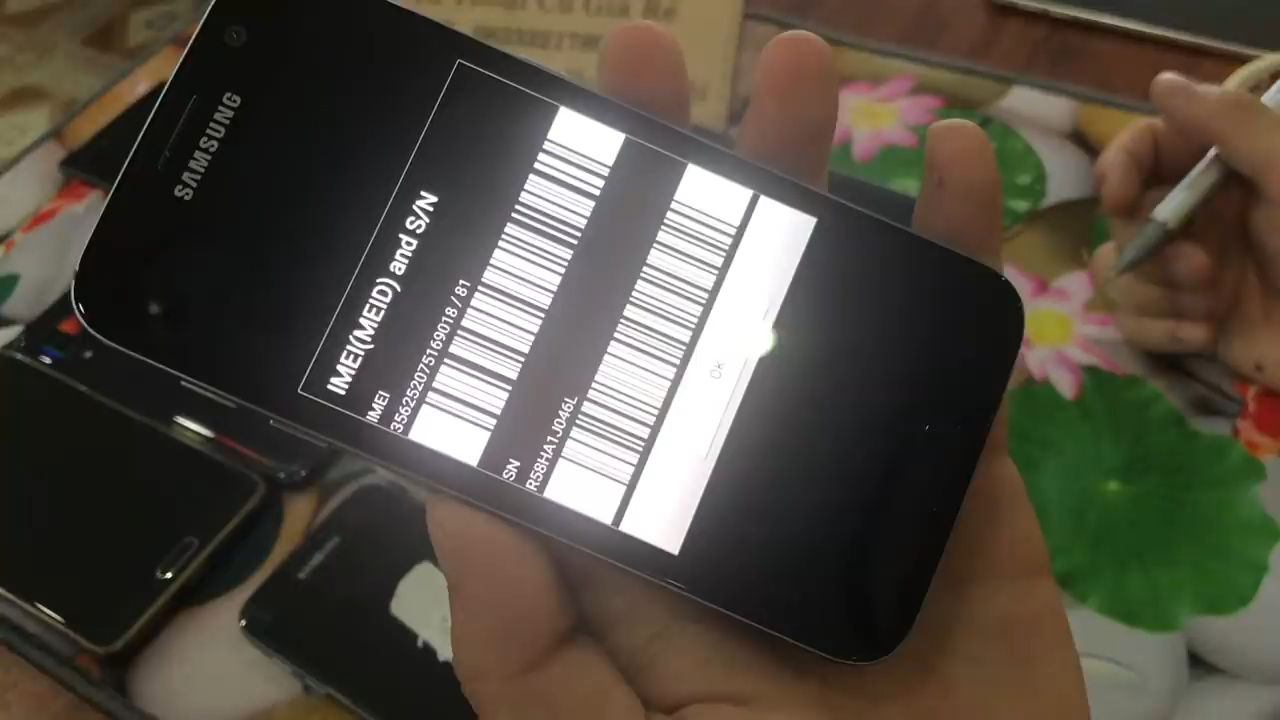 SAMSUNG
IMEI(MEID) and S/N
IMEI
356252075169018 / 81
SN
R58HA1J046L
OK